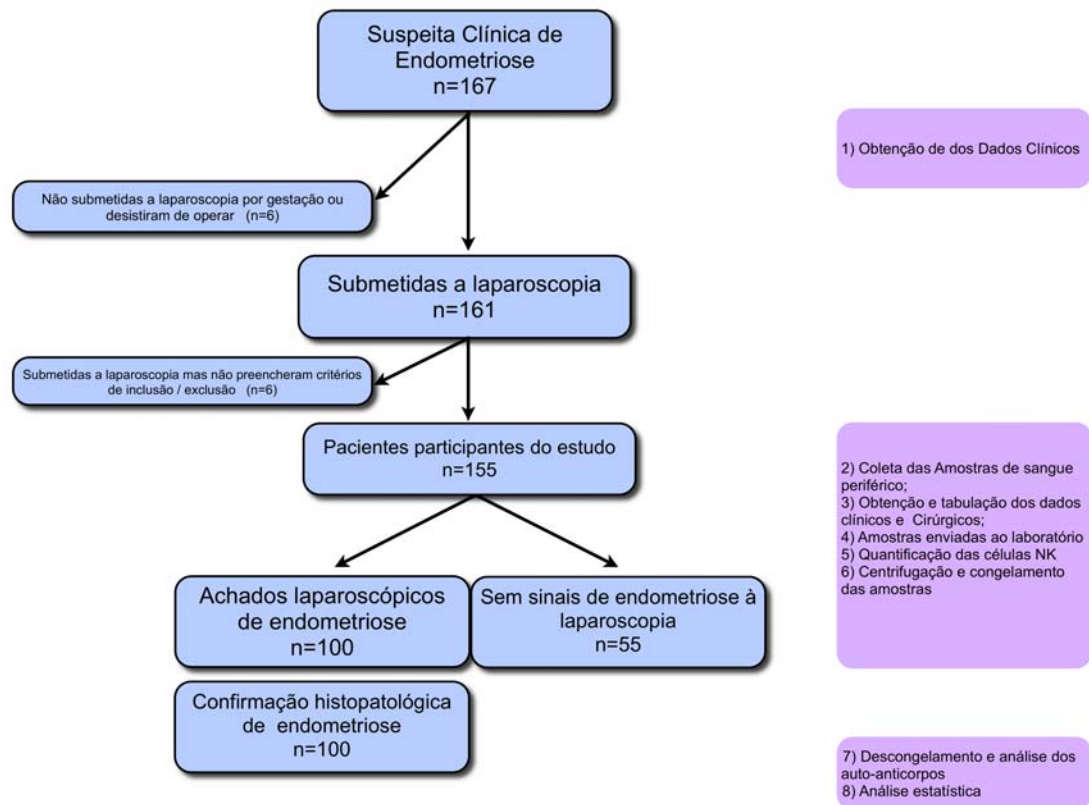 Suspeita Clínica de
Endometriose
n=167
1) Obtenção de dos Dados Clínicos
Não submetidas a laparoscopia por gestação ou
desistiram de operar (n=6)
Submetidas a laparoscopia
n=161
Submetidas a laparoscopia mas não preencheram critérios
de inclusão / exclusão (n=6)
Pacientes participantes do estudo
n=155
2) Coleta das Amostras de sangue
periférico;
3) Obtenção e tabulação dos dados
clínicos e Cirúrgicos;
4) Amostras enviadas ao laboratório
5) Quantificação das células NK
6) Centrifugação e congelamento
das amostras
Achados laparoscópicos
de endometriose
n=100
Sem sinais de endometriose à
laparoscopia
n=55
Confirmação histopatológica
de endometriose
n=100
7) Descongelamento e análise dos
auto-anticorpos
8) Análise estatística